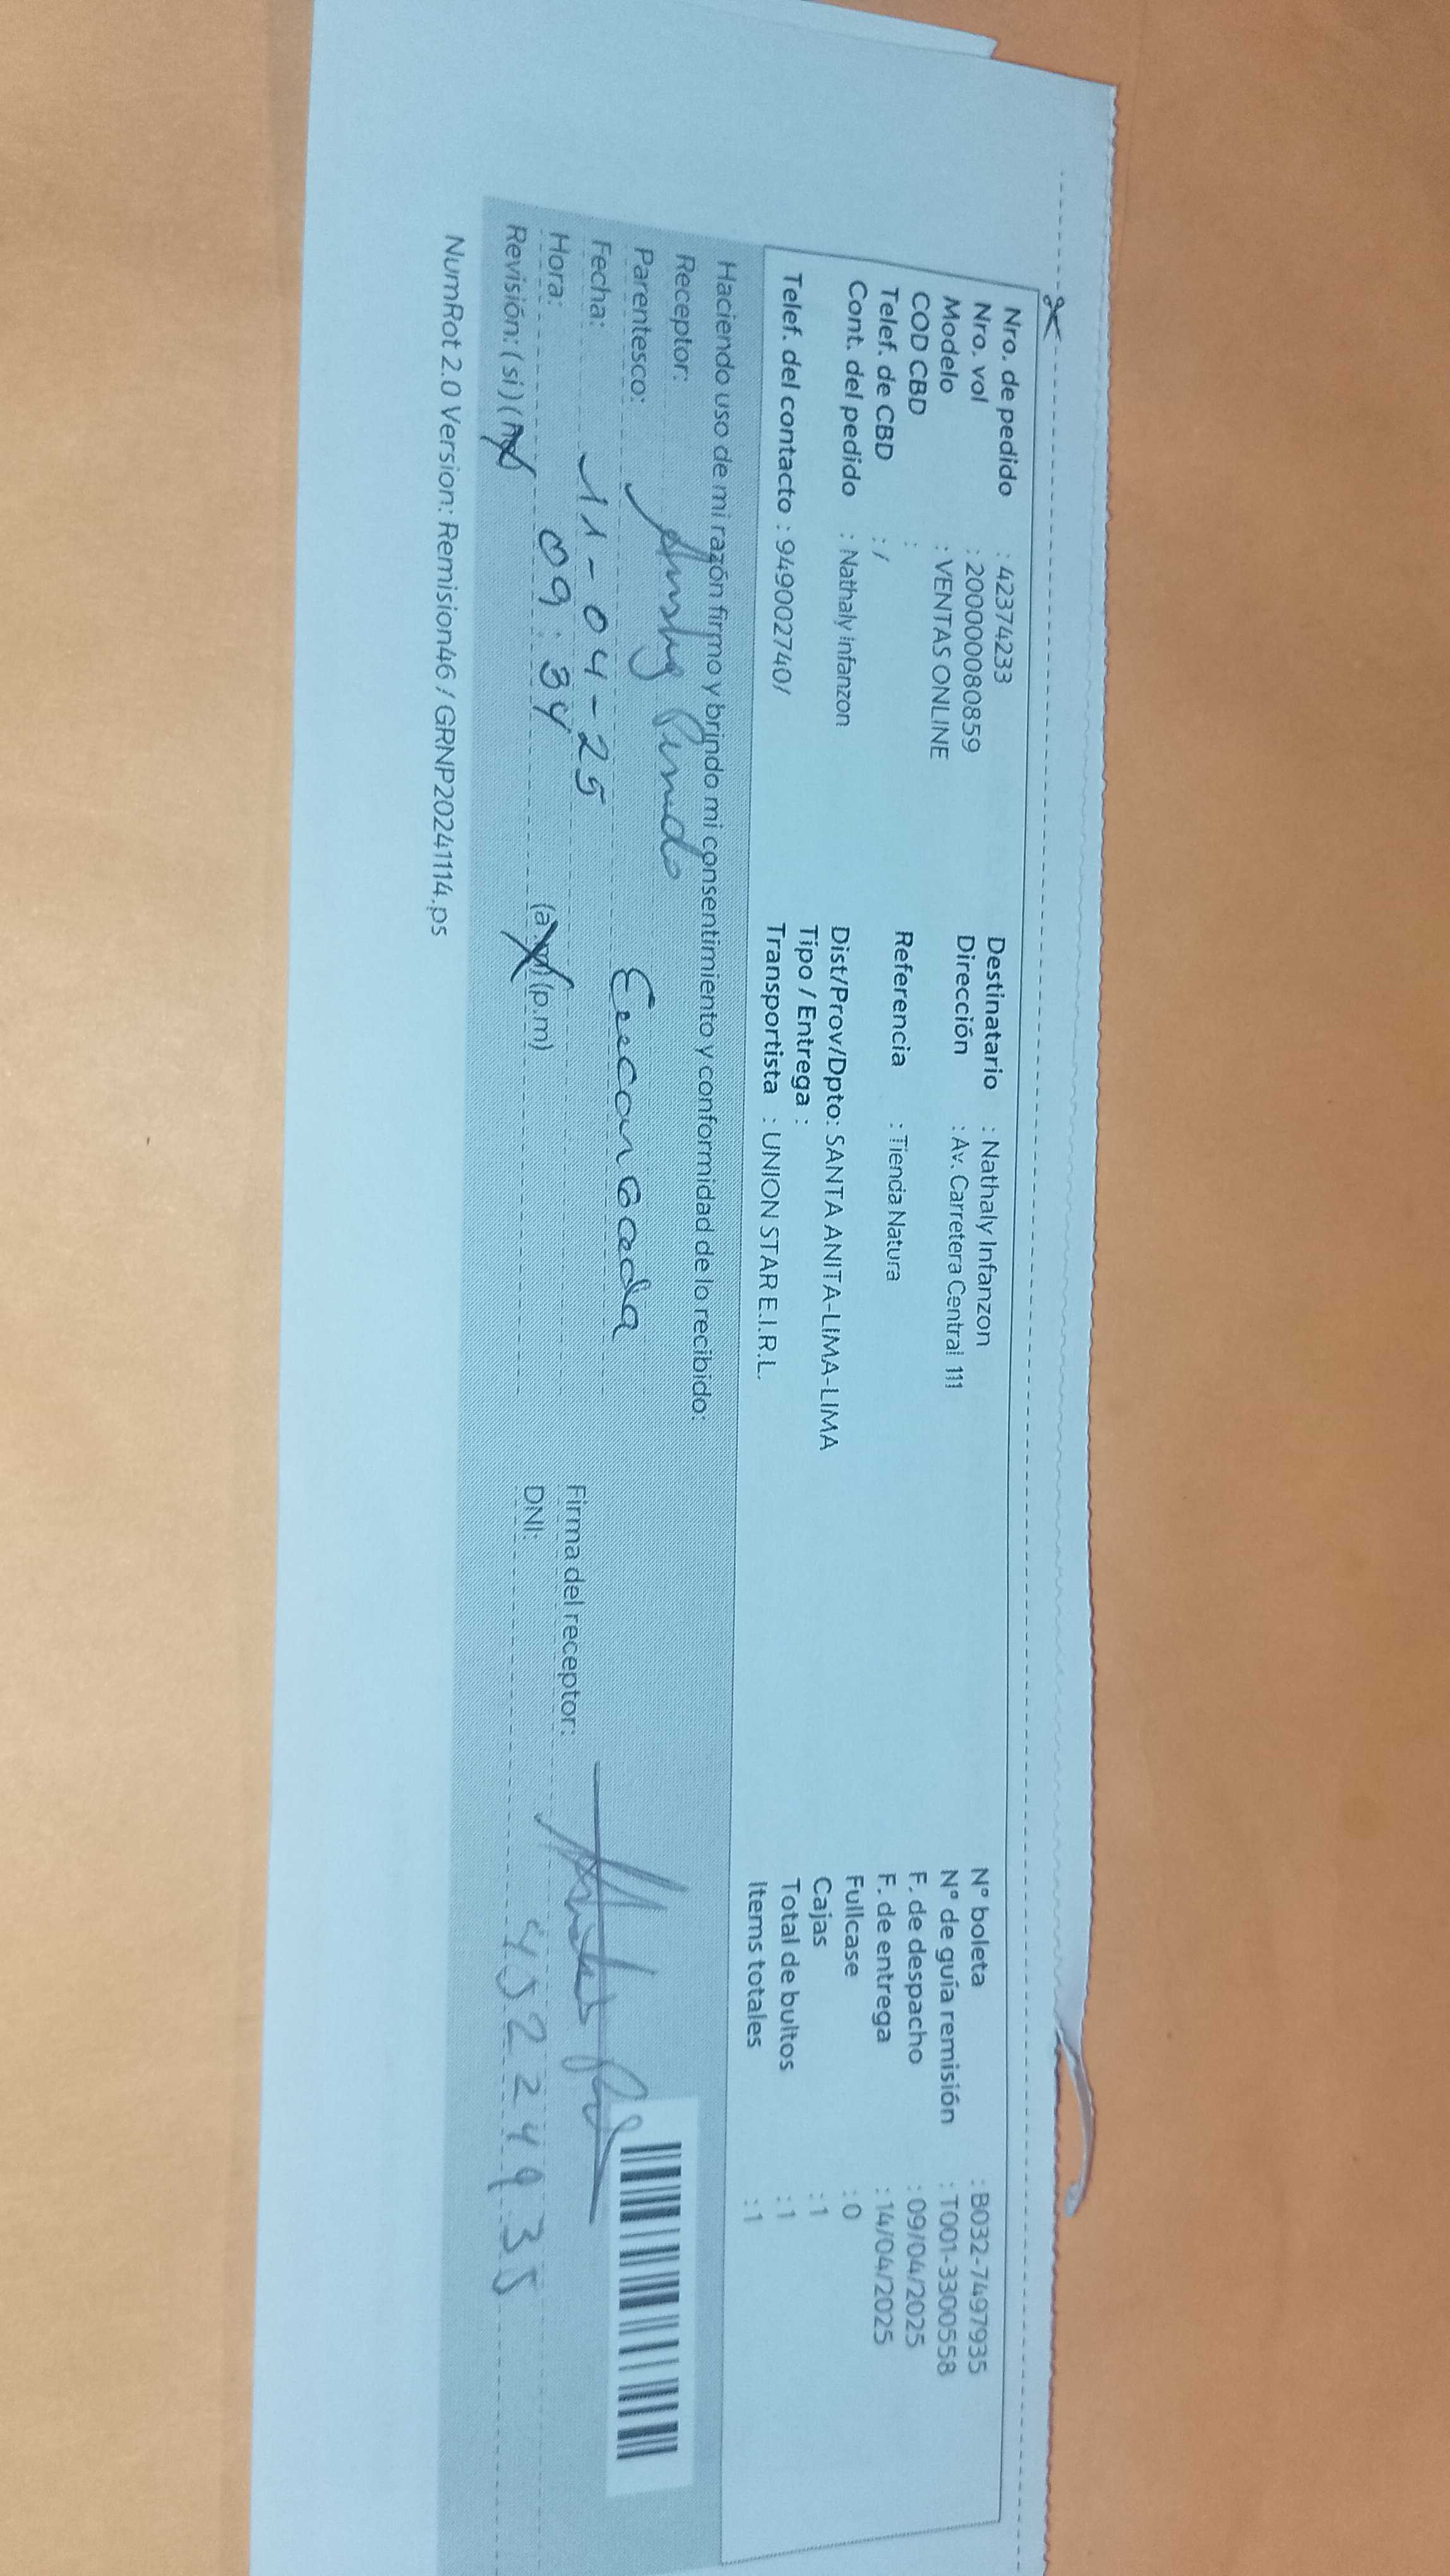 Nro. de pedido : 42374233
Nro. vol : 20000080859
Modelo : VENTAS ONLINE
COD CBD :
Telef. de CBD : /
Cont. del pedido : Nathaly infanzon
Telef. del contacto : 949002740/
Destinatario : Nathaly Infanzon
Dirección : Av. Carretera Central 111
Referencia : Tienda Natura
Dist/Prov/Dpto: SANTA ANITA-LIMA-LIMA
Tipo / Entrega :
Transportista : UNION STAR E.I.R.L.
N° boleta : B032-7497935
N° de guía remisión : T001-3300558
F. de despacho : 09/04/2025
F. de entrega : 14/04/2025
Fullcase : 0
Cajas : 1
Total de bultos : 1
Items totales : 1
Haciendo uso de mi razón firmo y brindo mi consentimiento y conformidad de lo recibido:
Receptor:
Parentesco:
Fecha: 11-04-25
Hora: 09:34 (a.m) (p.m)
Revisión: (si) (no)
Firma del receptor:
DNI: 45224935
NumRot 2.0 Version: Remision46 / GRNP20241114.ps